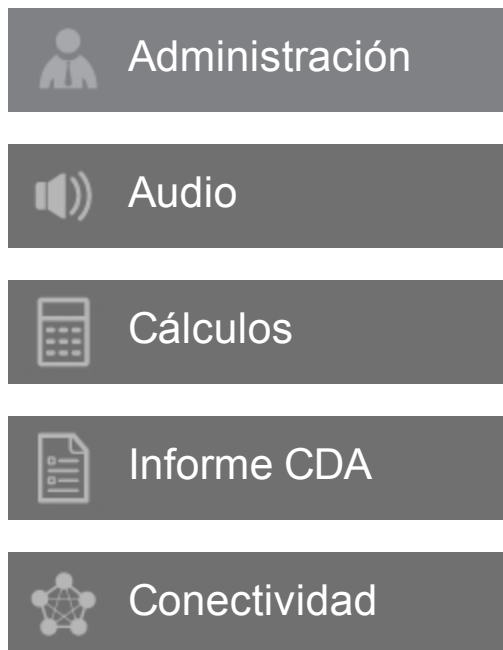 Administración
Audio
Cálculos
Informe CDA
Conectividad